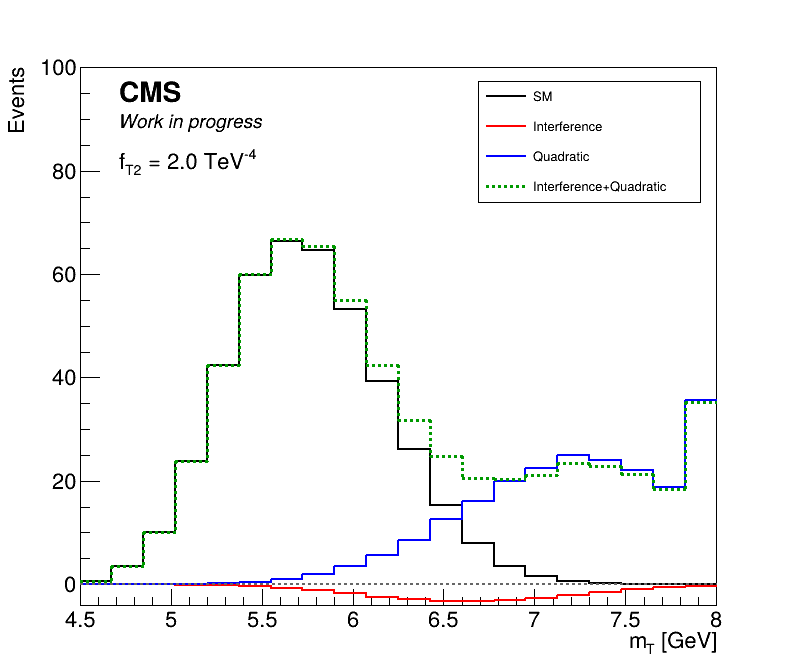 CMS
Work in progress
f_T2 = 2.0 TeV^-4
SM
Interference
Quadratic
Interference+Quadratic
Events
100
80
60
40
20
0
4.5 5 5.5 6 6.5 7 7.5 8
m_T [GeV]